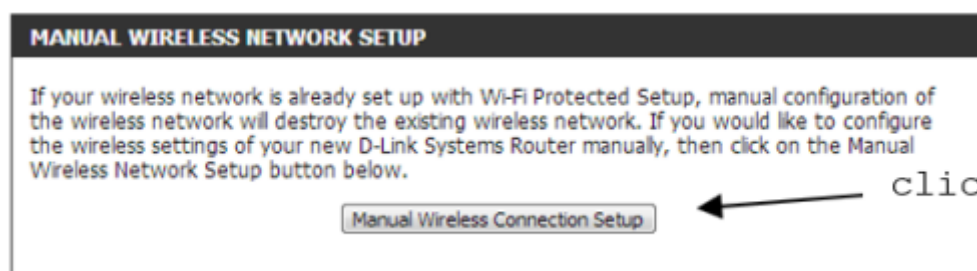 MANUAL WIRELESS NETWORK SETUP
If your wireless network is already set up with Wi-Fi Protected Setup, manual configuration of
the wireless network will destroy the existing wireless network. If you would like to configure
the wireless settings of your new D-Link Systems Router manually, then click on the Manual
Wireless Network Setup button below.
clic
Manual Wireless Connection Setup